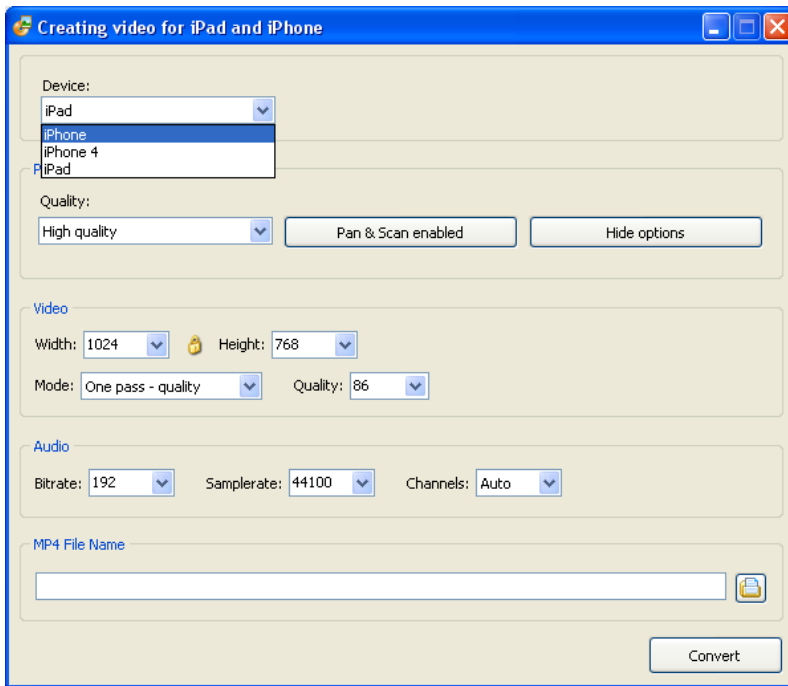 Creating video for iPad and iPhone
Device:
iPad
iPhone
iPhone 4
iPad
Quality:
High quality
Pan & Scan enabled
Hide options
Video
Width: 1024 Height: 768
Mode: One pass - quality Quality: 86
Audio
Bitrate: 192 Samplerate: 44100 Channels: Auto
MP4 File Name
Convert